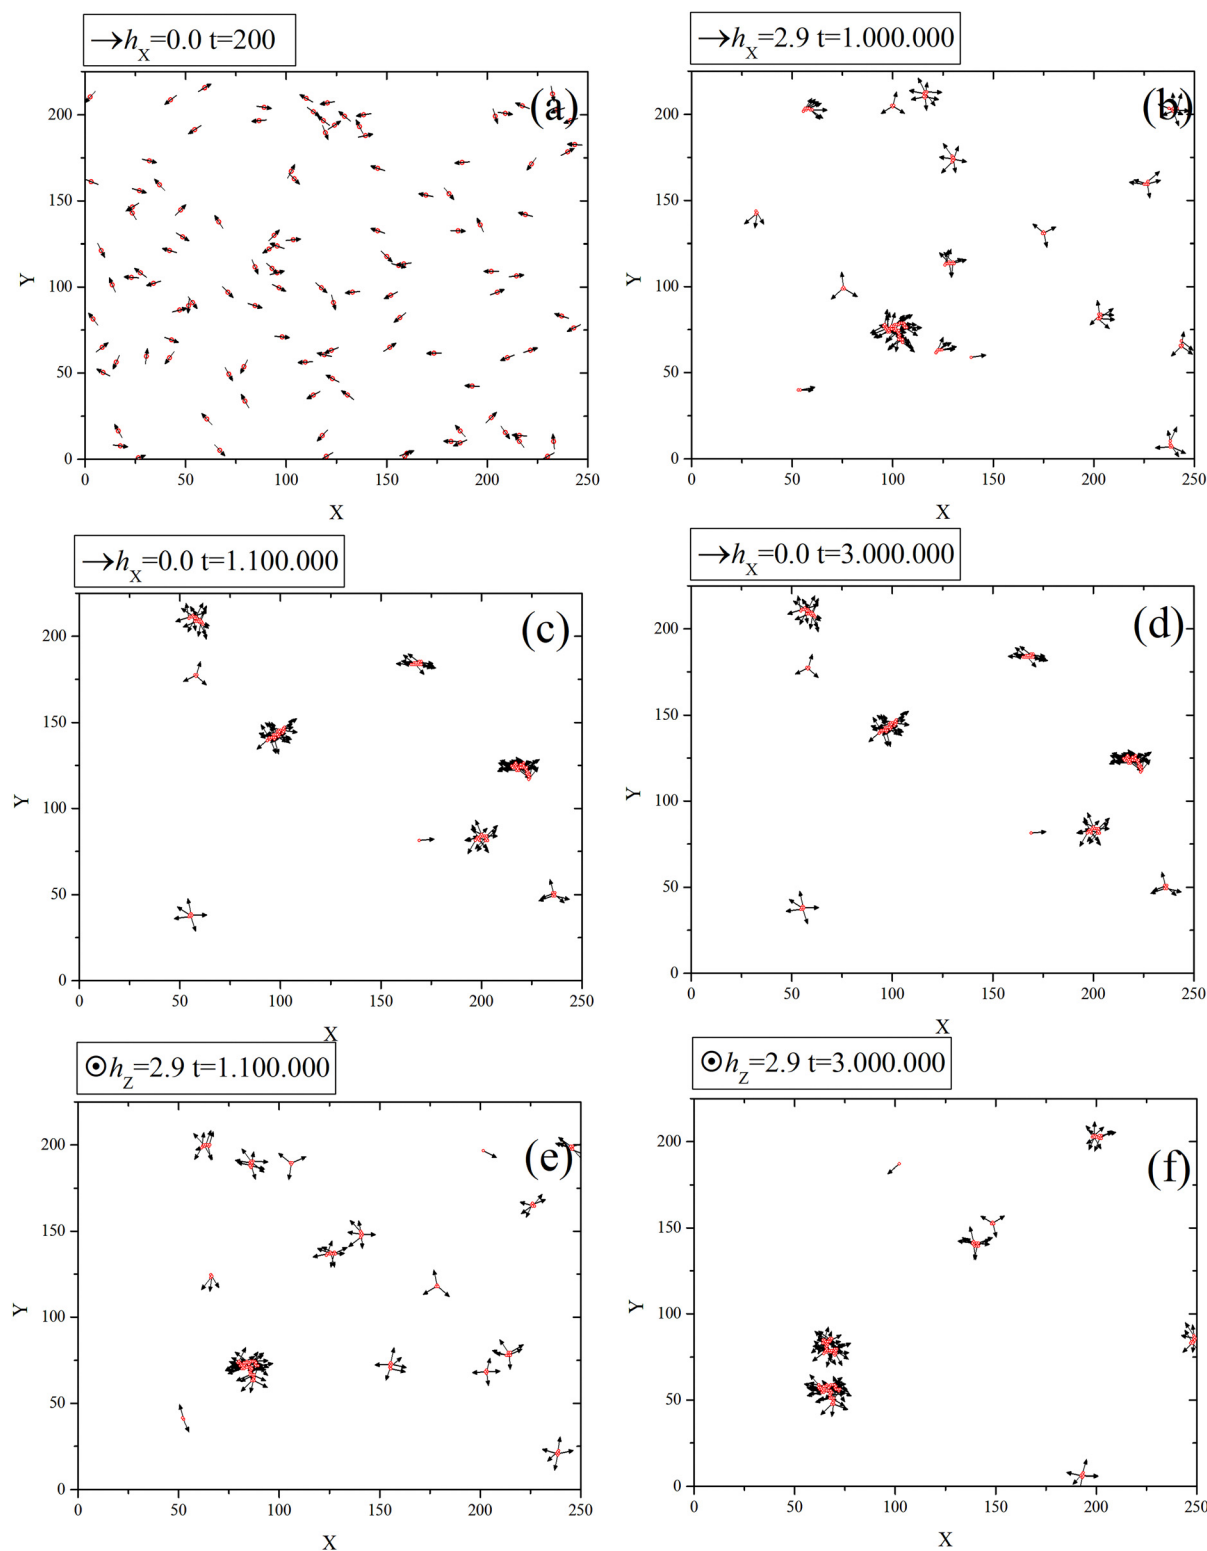 →hX=0.0 t=200
(a)
200
150
100
50
0
Y
0 50 100 150 200 250
X
→hX=2.9 t=1.000.000
(b)
200
150
100
50
0
Y
0 50 100 150 200 250
X
→hX=0.0 t=1.100.000
(c)
200
150
100
50
0
Y
0 50 100 150 200 250
X
→hX=0.0 t=3.000.000
(d)
200
150
100
50
0
Y
0 50 100 150 200 250
X
⊙hZ=2.9 t=1.100.000
(e)
200
150
100
50
0
Y
0 50 100 150 200 250
X
⊙hZ=2.9 t=3.000.000
(f)
200
150
100
50
0
Y
0 50 100 150 200 250
X